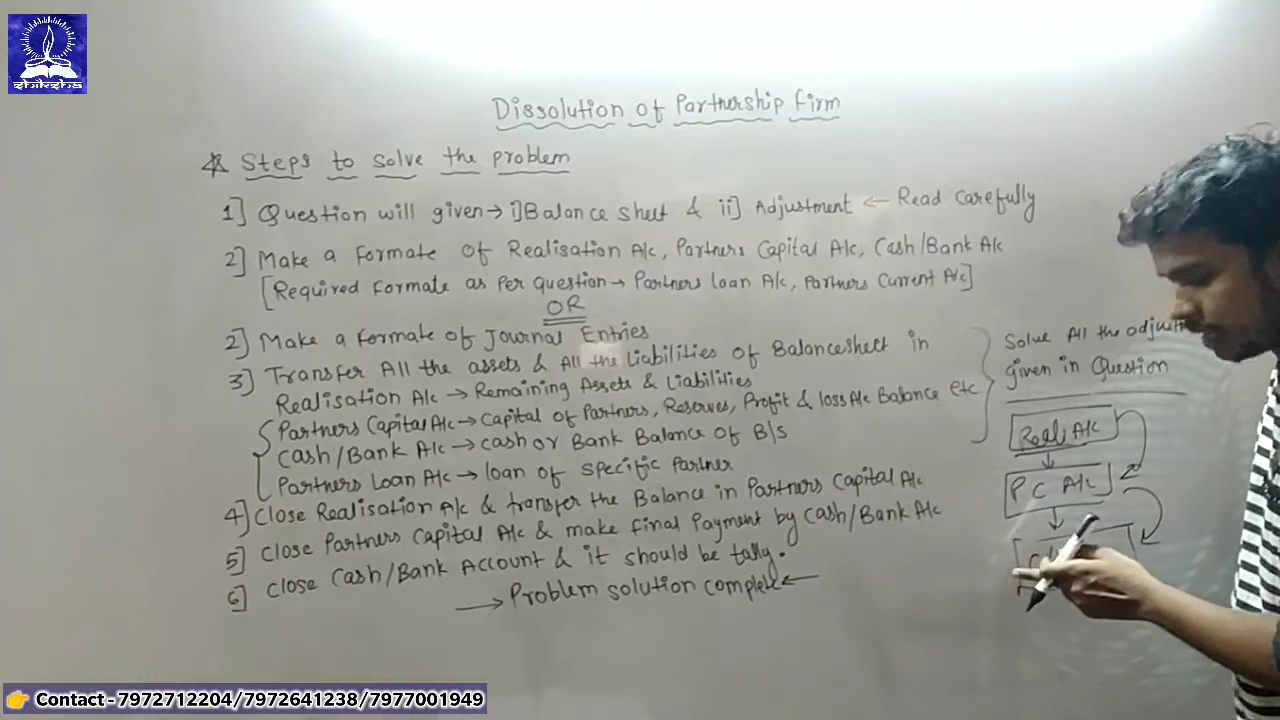 shiksha
Dissolution of Partnership Firm
☆ Steps to solve the problem
1] Question will given → i] Balance sheet & ii] Adjustment ← Read Carefully
2] Make a Formate of Realisation A/c, Partners Capital A/c, Cash/Bank A/c
[Required Formate as Per Question → Partners Loan A/c, Partners Current A/c]
OR
2] Make a Formate of Journal Entries
3] Transfer All the assets & All the Liabilities of Balancesheet in
Realisation A/c → Remaining Assets & Liabilities
Partners Capital A/c → Capital of Partners, Reserves, Profit & loss A/c Balance etc
Cash/Bank A/c → cash or Bank Balance of B/s
Partners Loan A/c → loan of specific Partner
4] Close Realisation A/c & transfer the Balance in Partners Capital A/c
5] Close Partners Capital A/c & make final Payment by Cash/Bank A/c
6] Close Cash/Bank Account & it should be tally.
→ Problem solution complete ←
Solve All the
given in Question
Reali A/c
P C A/c
👉 Contact - 7972712204/7972641238/7977001949